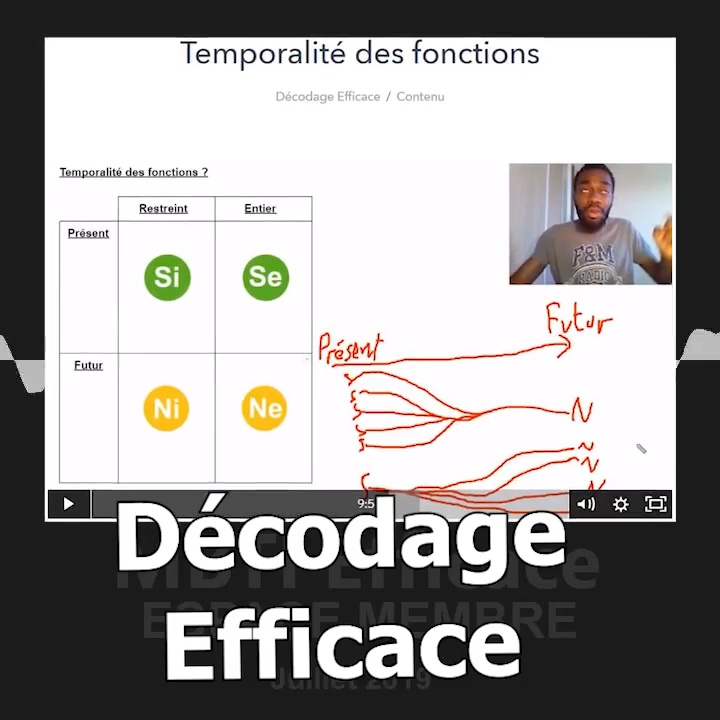 Temporalité des fonctions
Décodage Efficace / Contenu
Temporalité des fonctions ?
Restreint
Entier
Présent
Si
Se
Futur
Ni
Ne
F&M
RADIO
Futur
Présent
S
S
S
S
S
N
S
N
N
N
9:5
Décodage
Efficace
MBTI Efficace
ESPACE MEMBRE
Juillet 2019